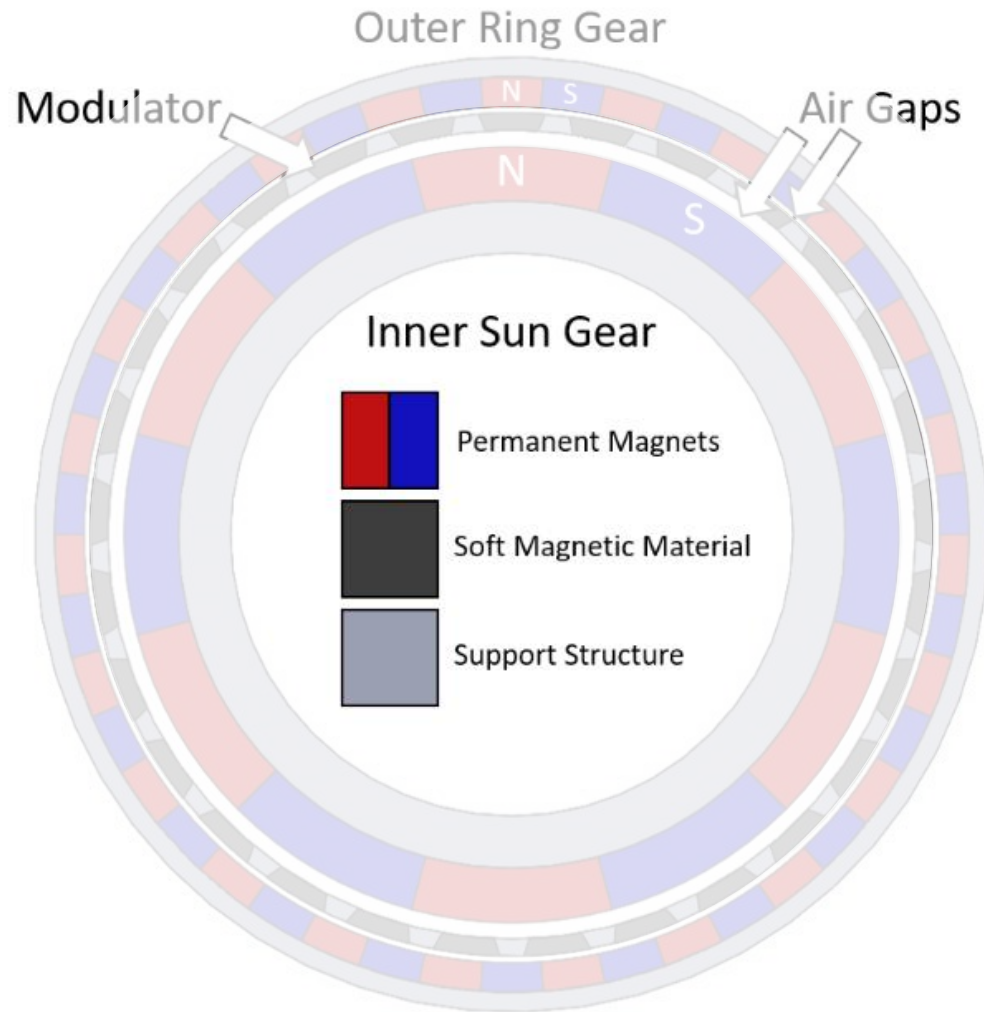 Outer Ring Gear
Modulator
Air Gaps
N S
N
S
Inner Sun Gear
Permanent Magnets
Soft Magnetic Material
Support Structure